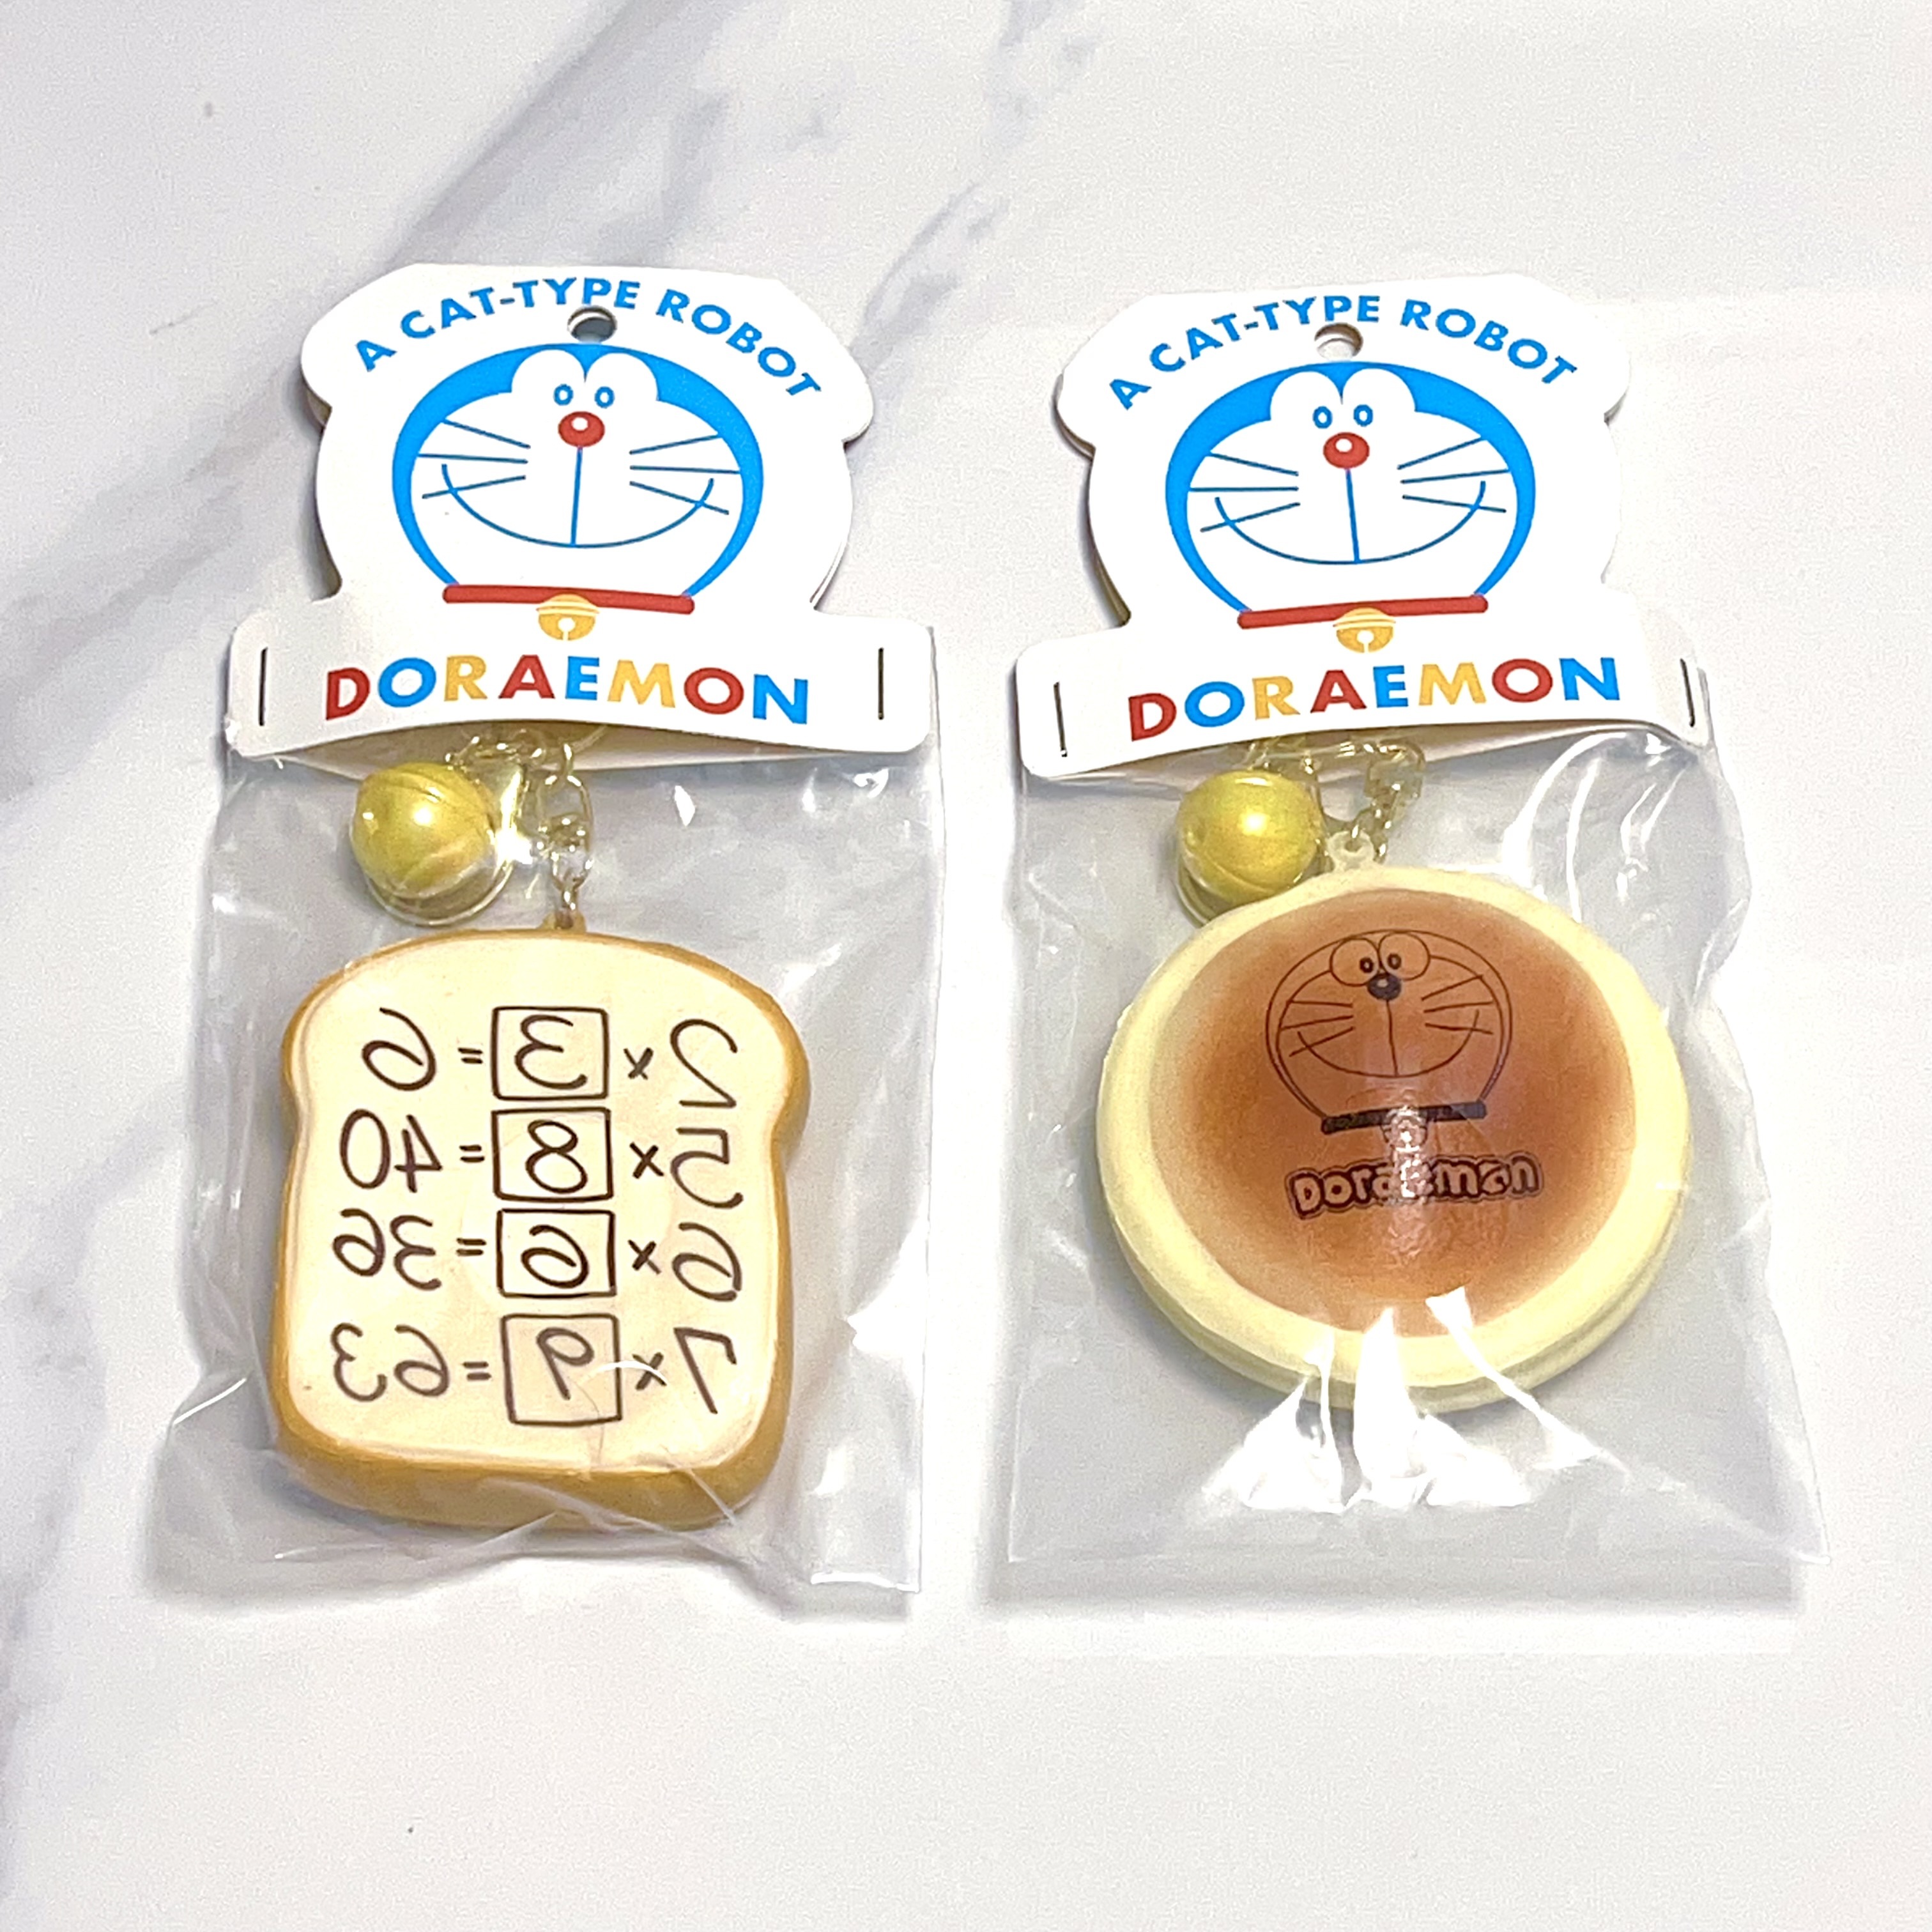 A CAT-TYPE ROBOT
DORAEMON
2×3=6
5×8=40
6×6=36
7×9=63
A CAT-TYPE ROBOT
DORAEMON
Doraemon